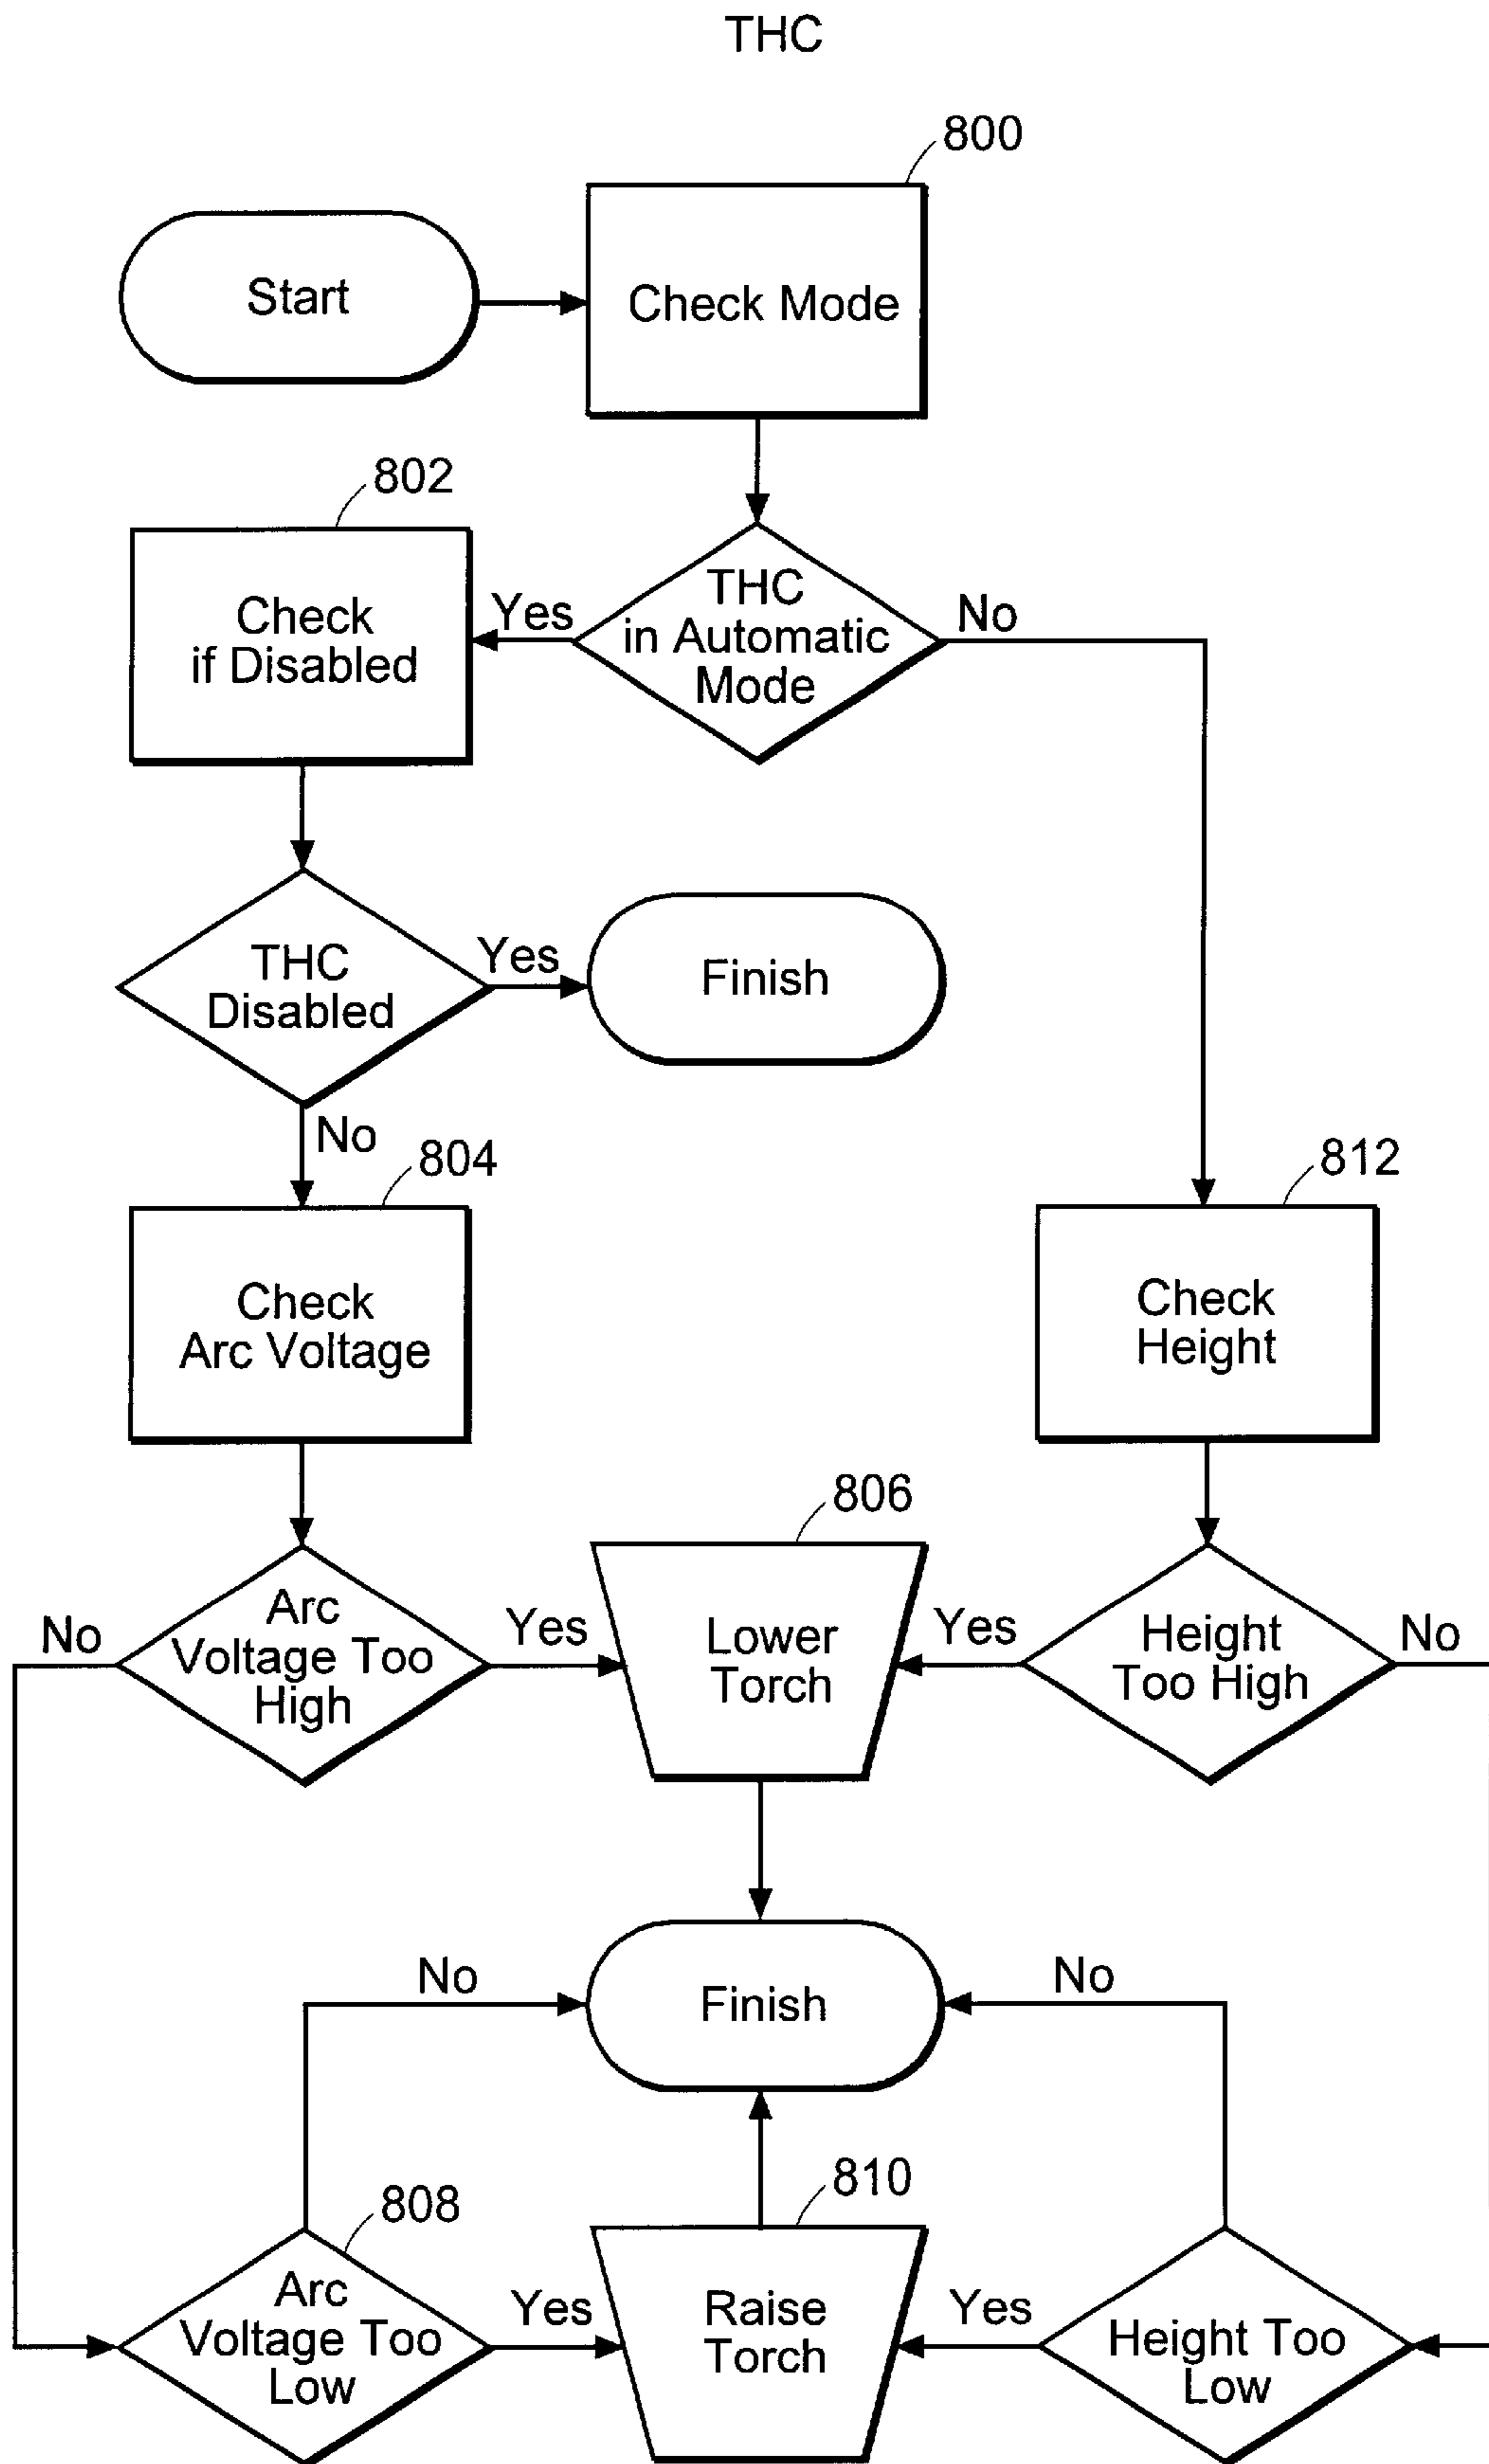 THC
800
Start
Check Mode
802
Check
if Disabled
Yes
THC
in Automatic
Mode
No
THC
Disabled
Yes
Finish
No
804
812
Check
Arc Voltage
Check
Height
806
No
Arc
Voltage Too
High
Yes
Lower
Torch
Yes
Height
Too High
No
No
Finish
No
808
810
Arc
Voltage Too
Low
Yes
Raise
Torch
Yes
Height Too
Low